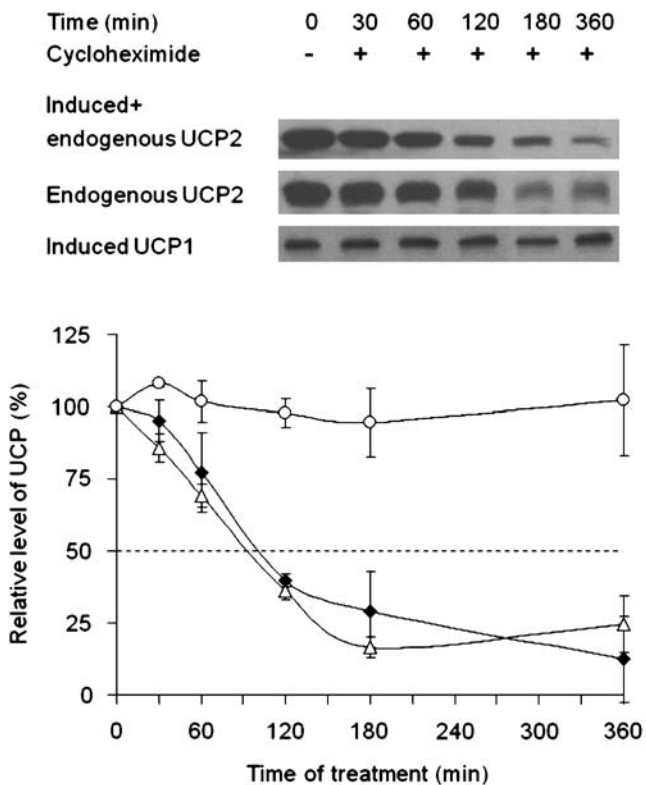 Time (min) 0 30 60 120 180 360
Cycloheximide - + + + + +
Induced+
endogenous UCP2
Endogenous UCP2
Induced UCP1
125
100
75
50
25
0
Relative level of UCP (%)
0 60 120 180 240 300 360
Time of treatment (min)